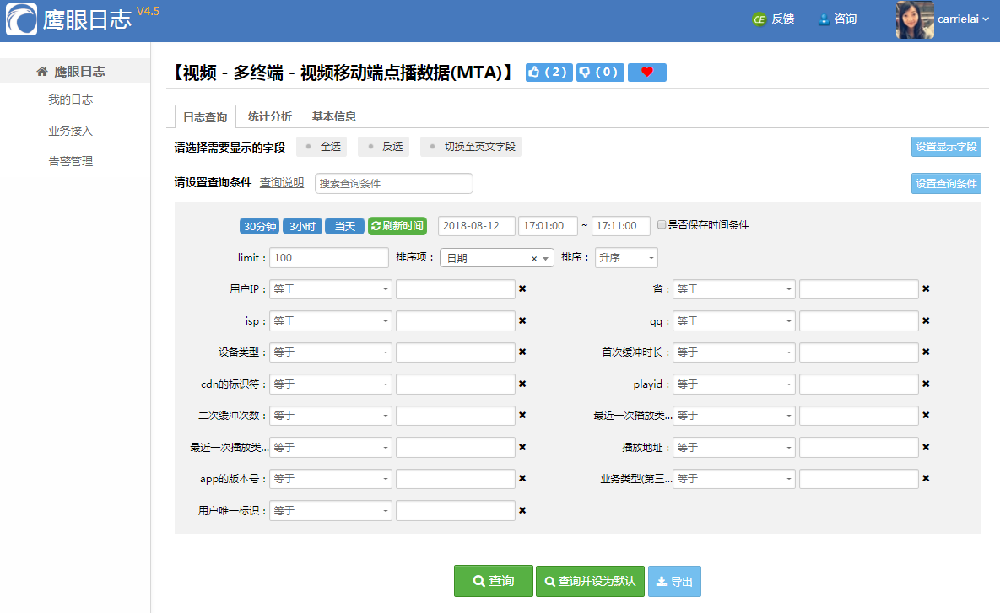 鹰眼日志 V4.5
反馈 咨询 carrielai
鹰眼日志
我的日志
业务接入
告警管理
【视频 - 多终端 - 视频移动端点播数据(MTA)】 ( 2 ) ( 0 )
日志查询 统计分析 基本信息
请选择需要显示的字段 全选 反选 切换至英文字段 设置显示字段
请设置查询条件 查询说明 搜索查询条件 设置查询条件
30分钟 3小时 当天 刷新时间 2018-08-12 17:01:00 ~ 17:11:00 是否保存时间条件
limit : 100 排序项 : 日期 × 排序 : 升序
用户IP : 等于 省 : 等于
isp : 等于 qq : 等于
设备类型 : 等于 首次缓冲时长 : 等于
cdn的标识符 : 等于 playid : 等于
二次缓冲次数 : 等于 最近一次播放类... 等于
最近一次播放类... 等于 播放地址 : 等于
app的版本号 : 等于 业务类型(第三... 等于
用户唯一标识 : 等于
查询 查询并设为默认 导出